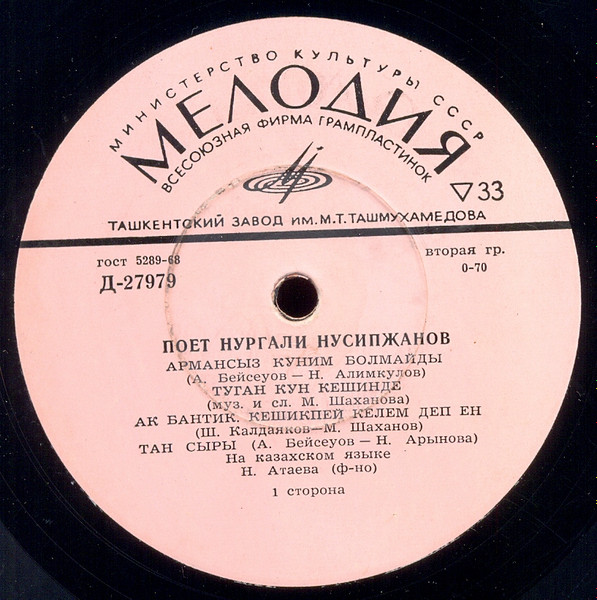 МИНИСТЕРСТВО КУЛЬТУРЫ СССР
МЕЛОДИЯ
ВСЕСОЮЗНАЯ ФИРМА ГРАМПЛАСТИНОК
▽33
ТАШКЕНТСКИЙ ЗАВОД ИМ. М.Т. ТАШМУХАМЕДОВА
гост 5289-68
Д-27979
вторая гр.
0-70
ПОЕТ НУРГАЛИ НУСИПЖАНОВ
АРМАНСЫЗ КУНИМ БОЛМАЙДЫ
(А. Бейсеуов – Н. Алимкулов)
ТУГАН КУН КЕШИНДЕ
(муз. и сл. М. Шаханова)
АК БАНТИК. КЕШИКПЕЙ КЕЛЕМ ДЕП ЕН
(Ш. Калдаяков–М. Шаханов)
ТАН СЫРЫ (А. Бейсеуов–Н. Арынова)
На казахском языке
Н. Атаева (ф-но)
1 сторона